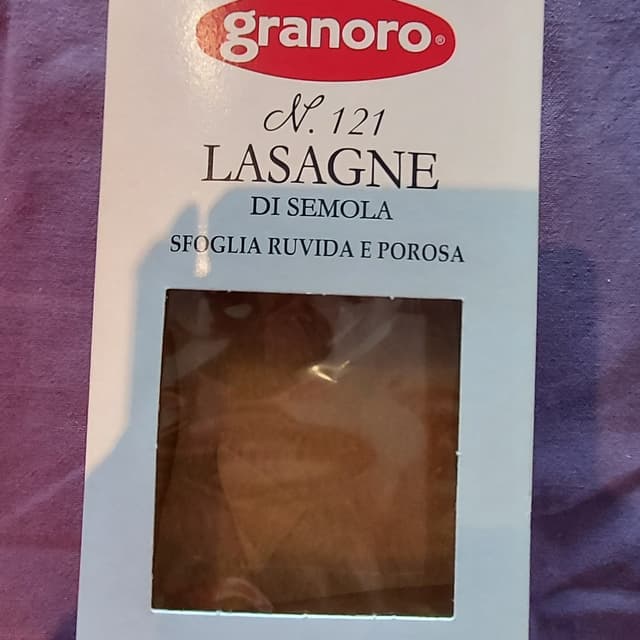 granoro®
N. 121
LASAGNE
DI SEMOLA
SFOGLIA RUVIDA E POROSA